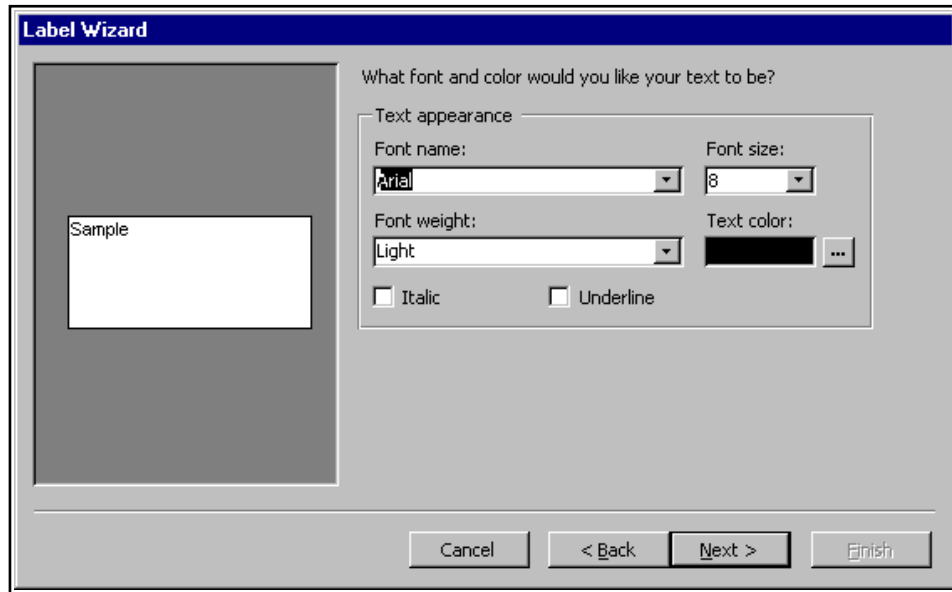 Label Wizard
What font and color would you like your text to be?
Text appearance
Font name: Font size:
Arial 8
Sample
Font weight: Text color:
Light ...
Italic Underline
Cancel < Back Next > Finish